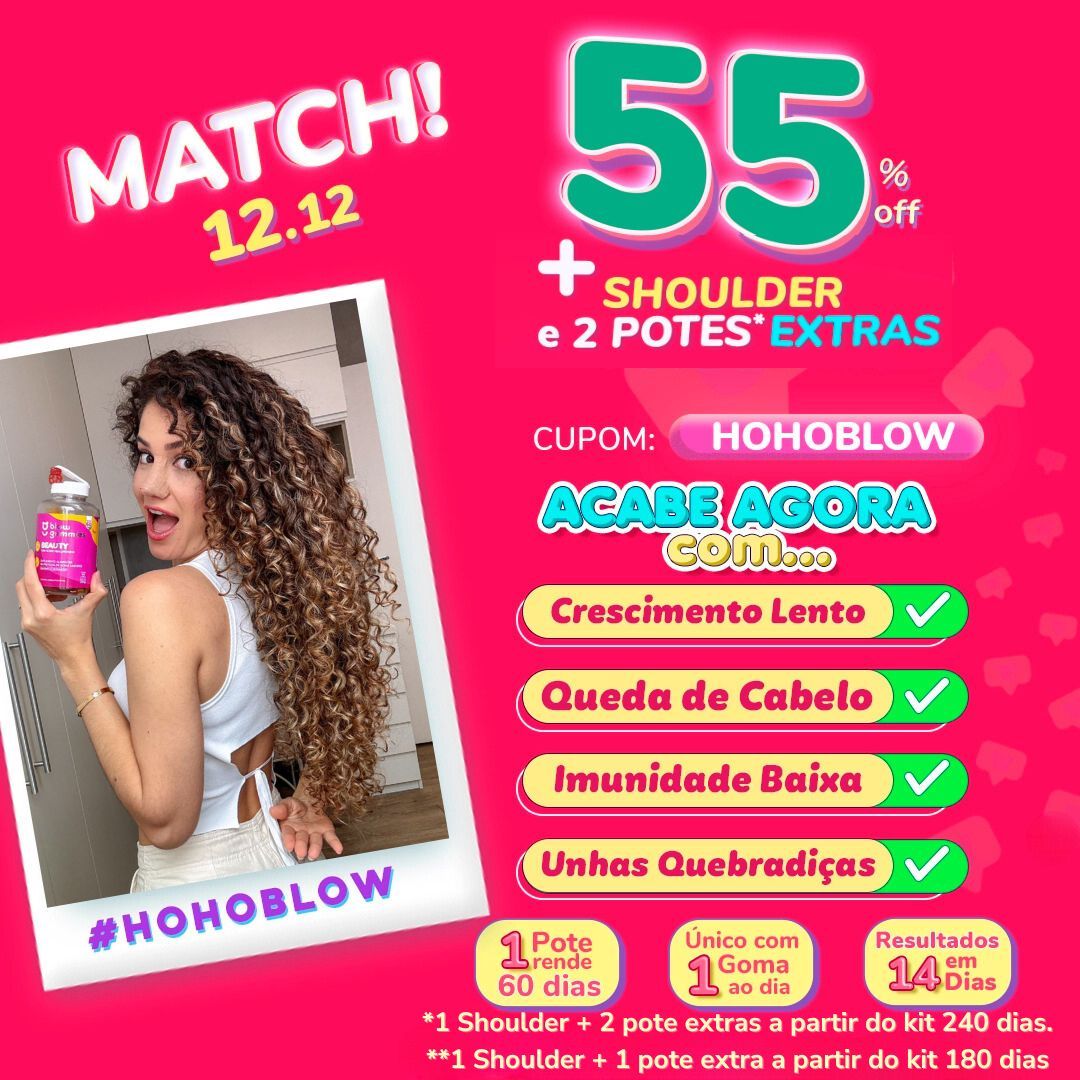 MATCH!
12.12
55
%
off
+ SHOULDER
e 2 POTES* EXTRAS
CUPOM: HOHOBLOW
ACABE AGORA
com...
Crescimento Lento
Queda de Cabelo
Imunidade Baixa
Unhas Quebradiças
blow
gummies
BEAUTY
#HOHOBLOW
1 Pote
rende
60 dias
Único com
1 Goma
ao dia
Resultados
em
14 Dias
*1 Shoulder + 2 pote extras a partir do kit 240 dias.
**1 Shoulder + 1 pote extra a partir do kit 180 dias